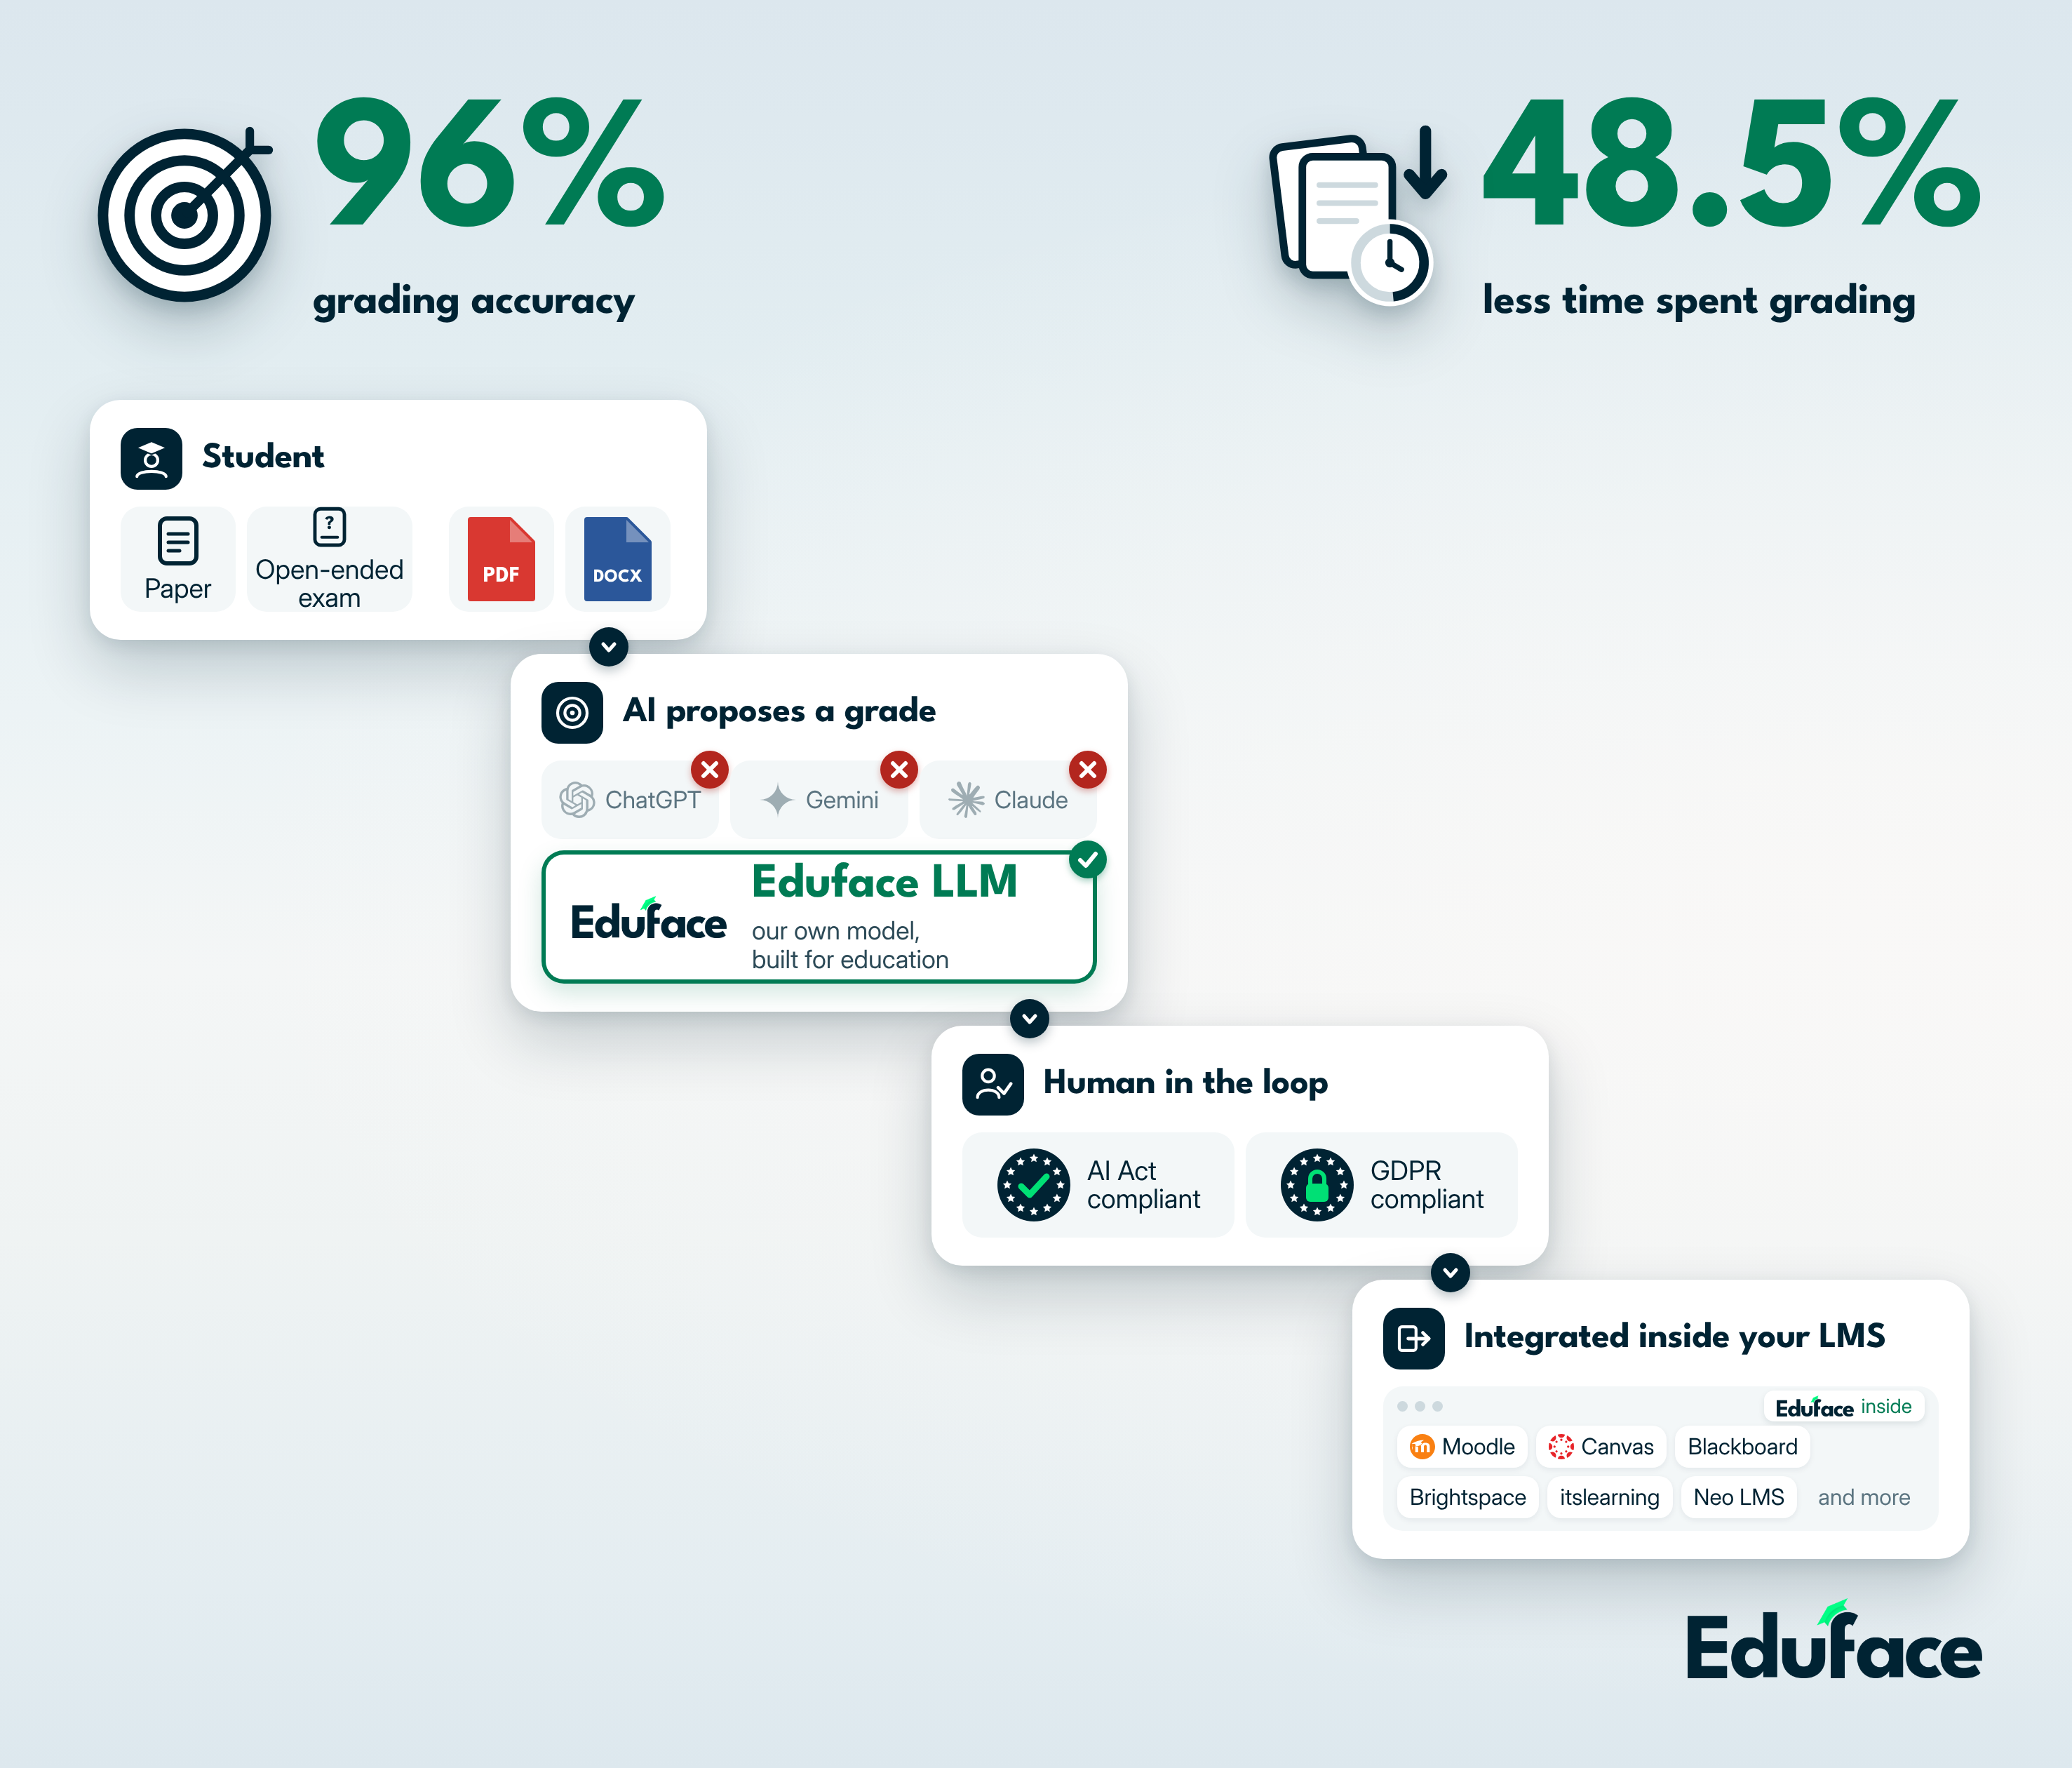 96%
grading accuracy
48.5%
less time spent grading
Student
Paper
?
Open-ended
exam
PDF
DOCX
AI proposes a grade
ChatGPT
Gemini
Claude
Eduface
Eduface LLM
our own model,
built for education
Human in the loop
AI Act
compliant
GDPR
compliant
Integrated inside your LMS
Eduface inside
m Moodle
Canvas
Blackboard
Brightspace
itslearning
Neo LMS
and more
Eduface